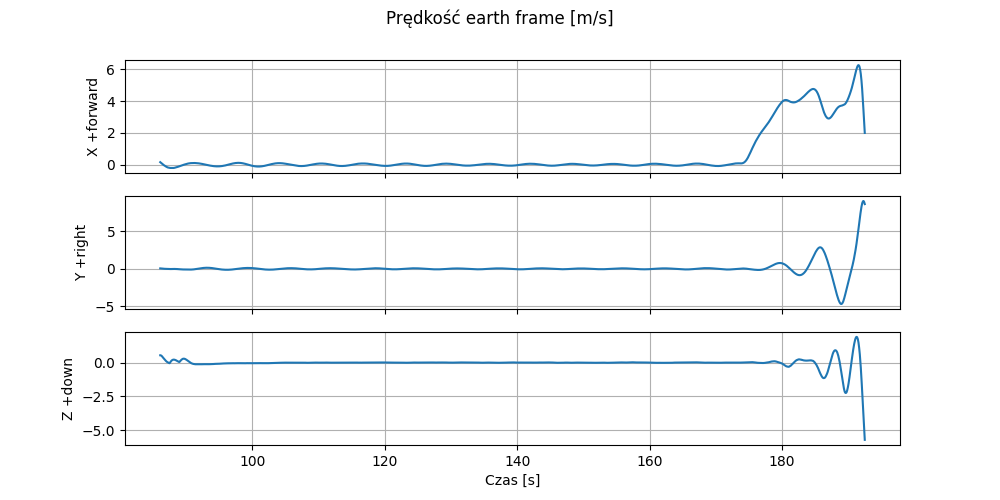 Prędkość earth frame [m/s]
X +forward
6
4
2
0
Y +right
5
0
−5
Z +down
0.0
−2.5
−5.0
100 120 140 160 180
Czas [s]